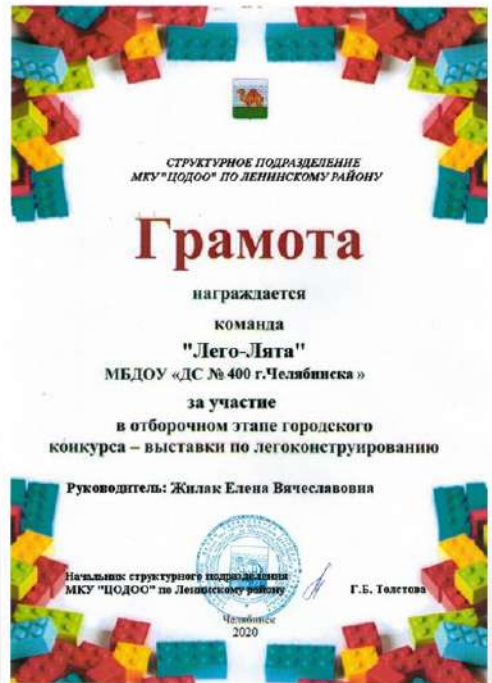 СТРУКТУРНОЕ ПОДРАЗДЕЛЕНИЕ
МКУ "ЦОДОО" ПО ЛЕНИНСКОМУ РАЙОНУ
Грамота
награждается
команда
"Лего-Лята"
МБДОУ «ДС № 400 г.Челябинска »
за участие
в отборочном этапе городского
конкурса – выставки по легоконструированию
Руководитель: Жилак Елена Вячеславовна
Начальник структурного подразделения
МКУ "ЦОДОО" по Ленинскому району Г.Б. Толстова
Челябинск
2020